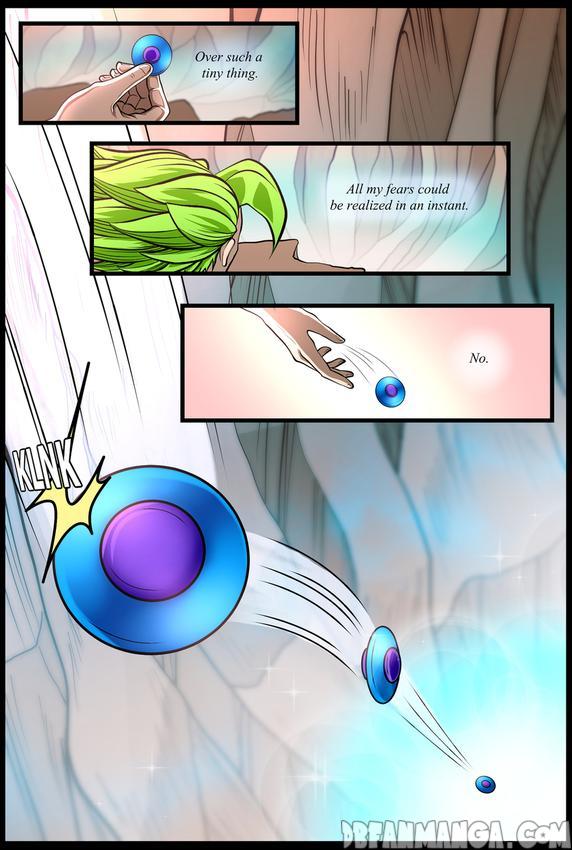 Over such a
tiny thing.
All my fears could
be realized in an instant.
No.
KLNK
DBFANMANGA.COM